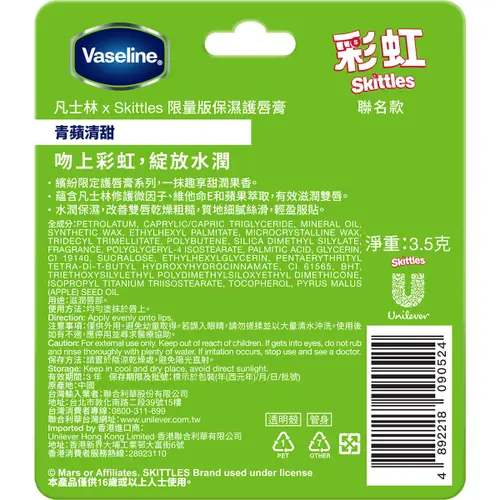 Vaseline
彩虹
Skittles
聯名款
凡士林 x Skittles 限量版保濕護唇膏
青蘋清甜
吻上彩虹，綻放水潤
• 繽紛限定護唇膏系列，一抹趣享甜潤果香。
• 蘊含凡士林修護微因子、維他命E和蘋果萃取，有效滋潤雙唇。
• 水潤保濕，改善雙唇乾燥粗糙，質地細膩絲滑，輕盈服貼。
全成分：PETROLATUM, CAPRYLIC/CAPRIC TRIGLYCERIDE, MINERAL OIL,
SYNTHETIC WAX, ETHYLHEXYL PALMITATE, MICROCRYSTALLINE WAX,
TRIDECYL TRIMELLITATE, POLYBUTENE, SILICA DIMETHYL SILYLATE,
FRAGRANCE, POLYGLYCERYL-4 ISOSTEARATE, PALMITIC ACID, GLYCERIN,
CI 19140, SUCRALOSE, ETHYLHEXYLGLYCERIN, PENTAERYTHRITYL
TETRA-DI-T-BUTYL HYDROXYHYDROCINNAMATE, CI 61565, BHT,
TRIETHOXYSILYLETHYL POLYDIMETHYLSILOXYETHYL DIMETHICONE,
ISOPROPYL TITANIUM TRIISOSTEARATE, TOCOPHEROL, PYRUS MALUS
(APPLE) SEED OIL
淨重：3.5克
Skittles
Unilever
用途：滋潤唇部。
使用方法：均勻塗抹於唇上。
Direction: Apply evenly onto lips.
注意事項：僅供外用。避免幼童取得。若誤入眼睛，請勿搓揉並以大量清水沖洗。使用後
如有不適，應停用並尋求醫療協助。
Caution: For external use only. Keep out of reach of children. If gets into eyes, do not rub
and rinse thoroughly with plenty of water. If irritation occurs, stop use and see a doctor.
保存方法：請置於陰涼乾燥處，避免陽光直射。
Storage: Keep in cool and dry place, avoid direct sunlight.
有效期間：3 年 保存期限及批號：標示於包裝(年(西元年)/月/日/批號)
原產地：中國
台灣輸入業者：聯合利華股份有限公司
地址：台北市敦化南路二段39號15樓
台灣消費者專線：0800-311-699
聯合利華台灣網址：www.unilever.com.tw
Imported by 香港進口商：
Unilever Hong Kong Limited 香港聯合利華有限公司
地址：香港新界大埔工業邨大富街6號
香港消費者服務熱線：28923110
透明殼 管身
1
PET
7
OTHER
4 892218 090524
© Mars or Affiliates. SKITTLES Brand used under license
本產品僅供16歲或以上人士使用